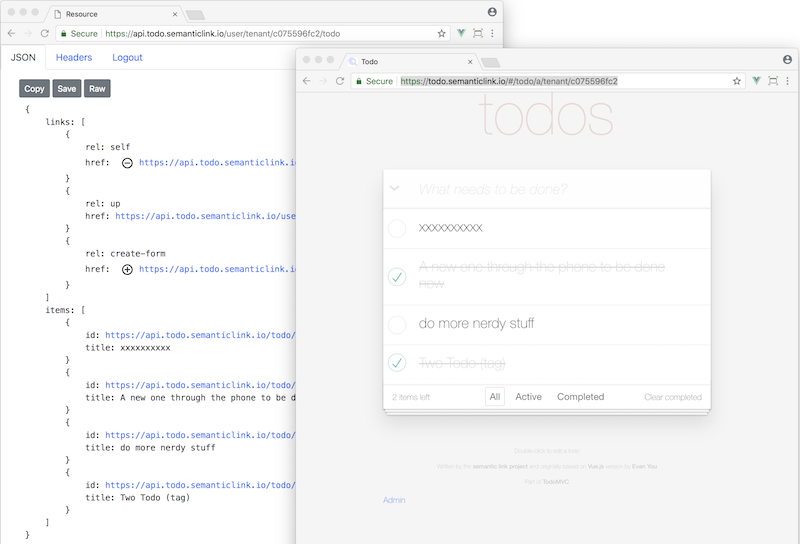 Resource
Secure https://api.todo.semanticlink.io/user/tenant/c075596fc2/todo
JSON Headers Logout
Copy Save Raw
{
links: [
{
rel: self
href: https://api.todo.semanticlink.io
}
{
rel: up
href: https://api.todo.semanticlink.io/use
}
{
rel: create-form
href: https://api.todo.semanticlink.io
}
]
items: [
{
id: https://api.todo.semanticlink.io/todo/
title: xxxxxxxxxx
}
{
id: https://api.todo.semanticlink.io/todo/
title: A new one through the phone to be d
}
{
id: https://api.todo.semanticlink.io/todo/
title: do more nerdy stuff
}
{
id: https://api.todo.semanticlink.io/todo/
title: Two Todo (tag)
}
]
}
Todo
Secure https://todo.semanticlink.io/#/todo/a/tenant/c075596fc2
todos
What needs to be done?
xxxxxxxxxx
A new one through the phone to be done
now
do more nerdy stuff
Two Todo (tag)
2 items left All Active Completed Clear completed
Double-click to edit a todo
Written by the semantic link project and originally based on Vue.js version by Evan You
Part of TodoMVC
Admin